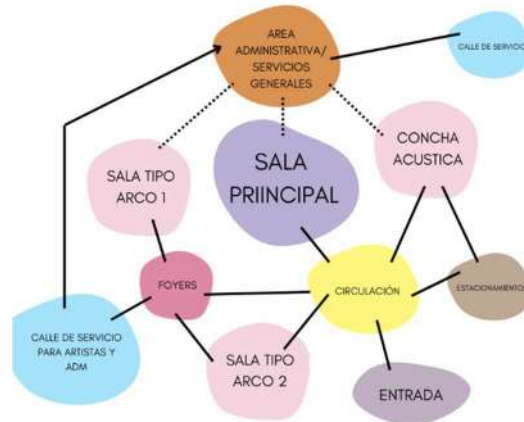 AREA
ADMINISTRATIVA/
SERVICIOS
GENERALES
CALLE DE SERVICIO
CONCHA
ACUSTICA
SALA
PRIINCIPAL
SALA TIPO
ARCO 1
FOYERS
CIRCULACIÓN
ESTACIONAMIENTO
CALLE DE SERVICIO
PARA ARTISTAS Y
ADM
SALA TIPO
ARCO 2
ENTRADA